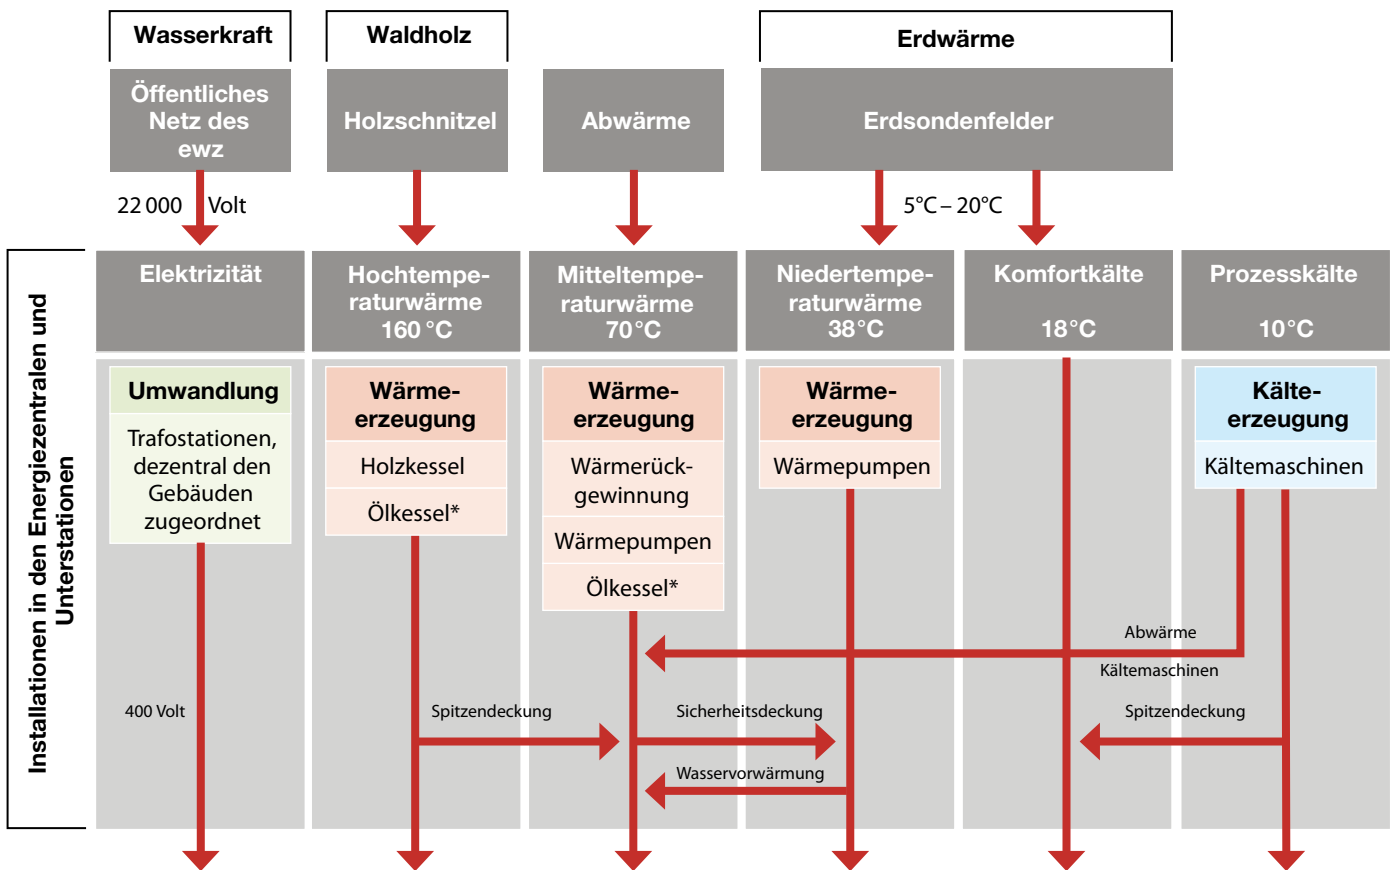 Wasserkraft
Waldholz
Erdwärme
Öffentliches
Netz des
ewz
Holzschnitzel
Abwärme
Erdsondenfelder
22 000 Volt
5°C – 20°C
Installationen in den Energiezentralen und
Unterstationen
Elektrizität
Hochtempe-
raturwärme
160 °C
Mitteltempe-
raturwärme
70 °C
Niedertempe-
raturwärme
38 °C
Komfortkälte
18 °C
Prozesskälte
10 °C
Umwandlung
Trafostationen,
dezentral den
Gebäuden
zugeordnet
Wärme-
erzeugung
Holzkessel
Ölkessel*
Wärme-
erzeugung
Wärmerück-
gewinnung
Wärmepumpen
Ölkessel*
Wärme-
erzeugung
Wärmepumpen
Kälte-
erzeugung
Kältemaschinen
Abwärme
Kältemaschinen
400 Volt
Spitzendeckung
Sicherheitsdeckung
Spitzendeckung
Wasservorwärmung